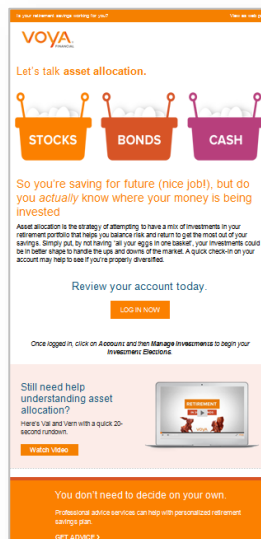 Is your retirement savings working for you?
View as web pa
VOYA
FINANCIAL
Let's talk asset allocation.
STOCKS
BONDS
CASH
So you're saving for future (nice job!), but do
you actually know where your money is being
invested
Asset allocation is the strategy of attempting to have a mix of investments in your
retirement portfolio that helps you balance risk and return to get the most out of your
savings. Simply put, by not having "all your eggs in one basket", your investments could
be in better shape to handle the ups and downs of the market. A quick check-in on your
account may help to see if you're properly diversified.
Review your account today.
LOG IN NOW
Once logged in, click on Account and then Manage Investments to begin your
Investment Elections.
Still need help
understanding asset
allocation?
Here's Val and Vern with a quick 20-
second rundown.
Watch Video
RETIREMENT
VOYA
You don't need to decide on your own.
Professional advice services can help with personalized retirement
savings plan.
GET ADVICE